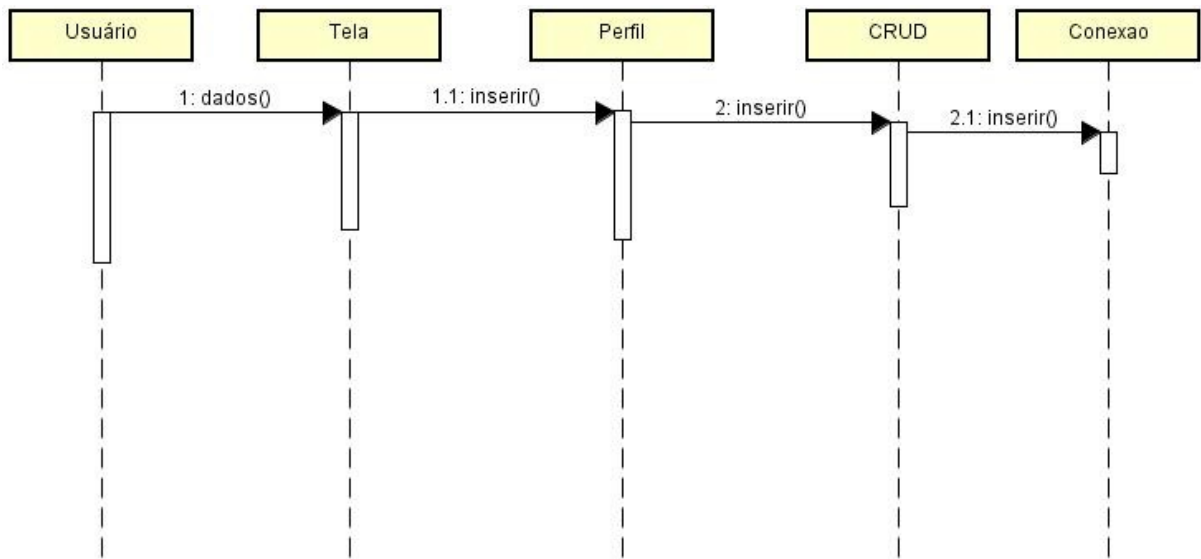 Usuário
Tela
Perfil
CRUD
Conexao
1: dados()
1.1: inserir()
2: inserir()
2.1: inserir()